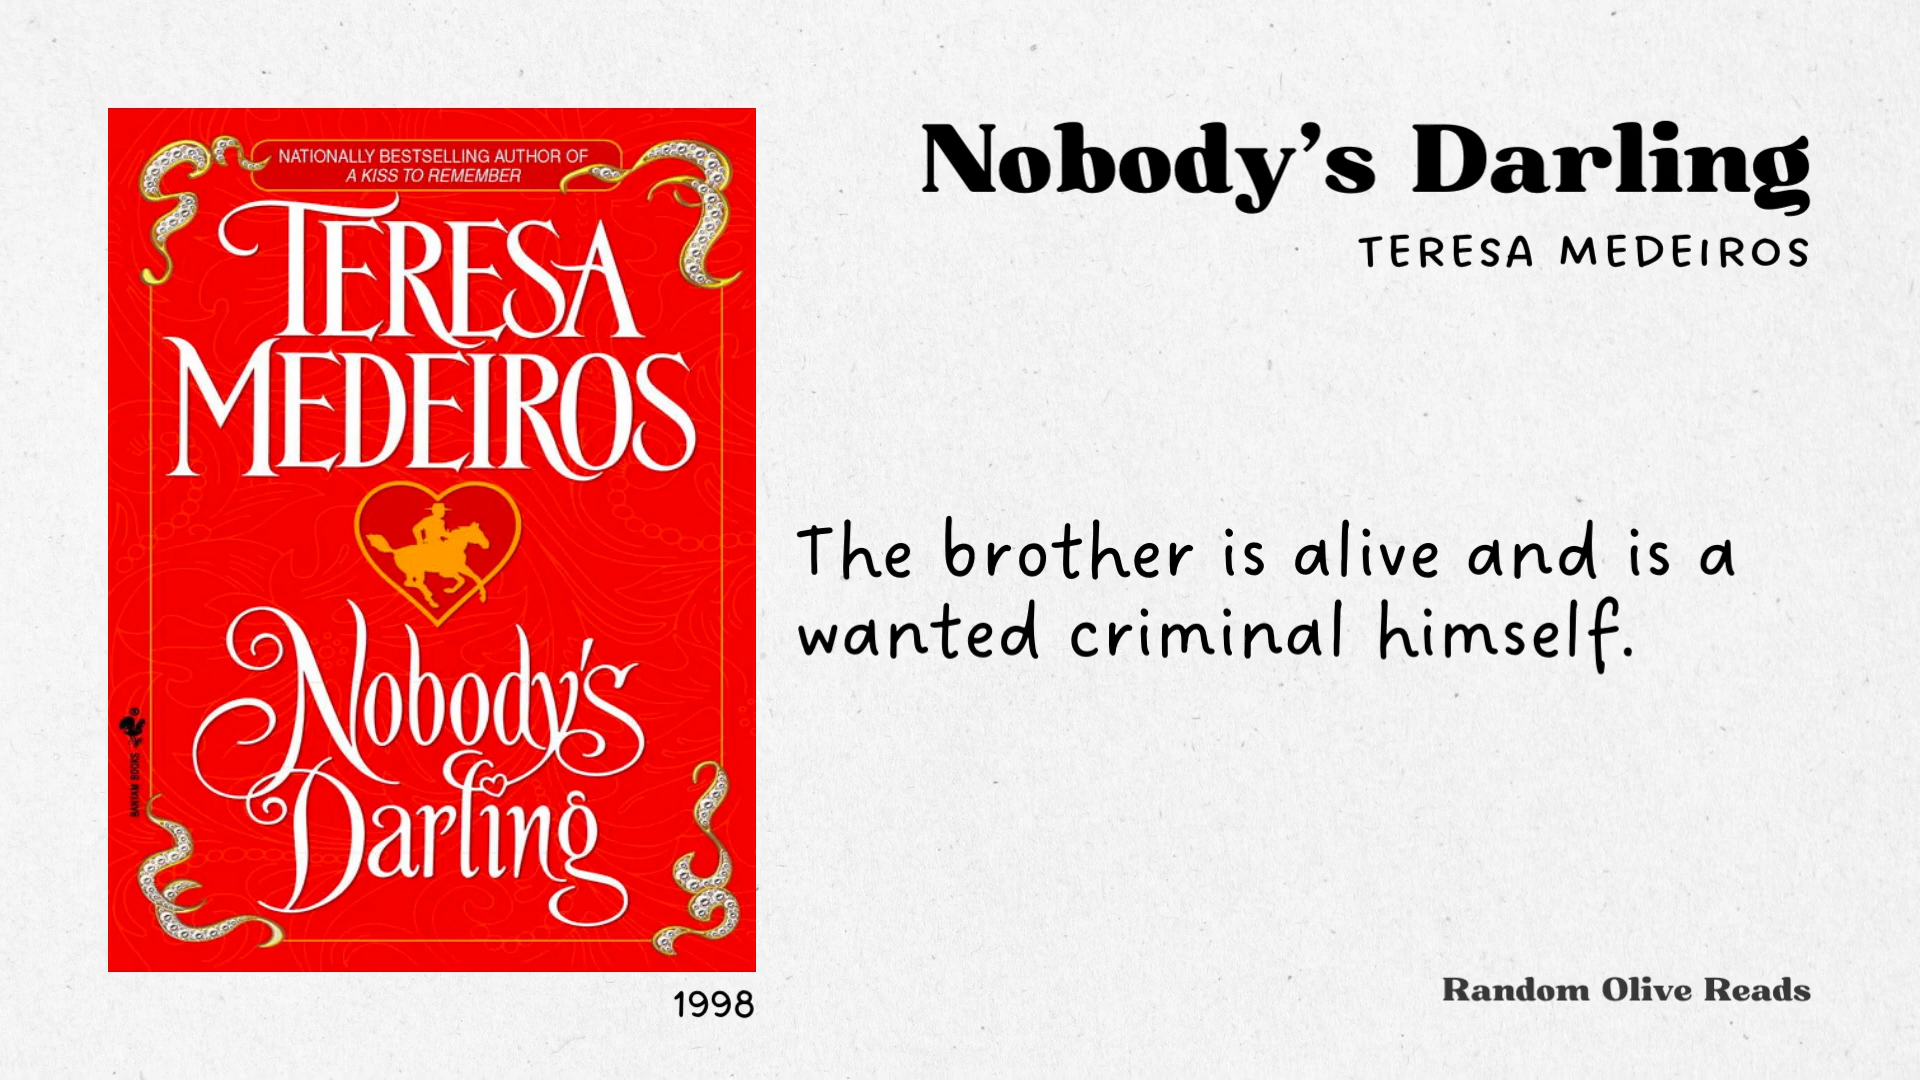 NATIONALLY BESTSELLING AUTHOR OF
A KISS TO REMEMBER
TERESA
MEDEIROS
Nobody's
Darling
BANTAM BOOKS
1998
Nobody’s Darling
TERESA MEDEIROS
The brother is alive and is a
wanted criminal himself.
Random Olive Reads